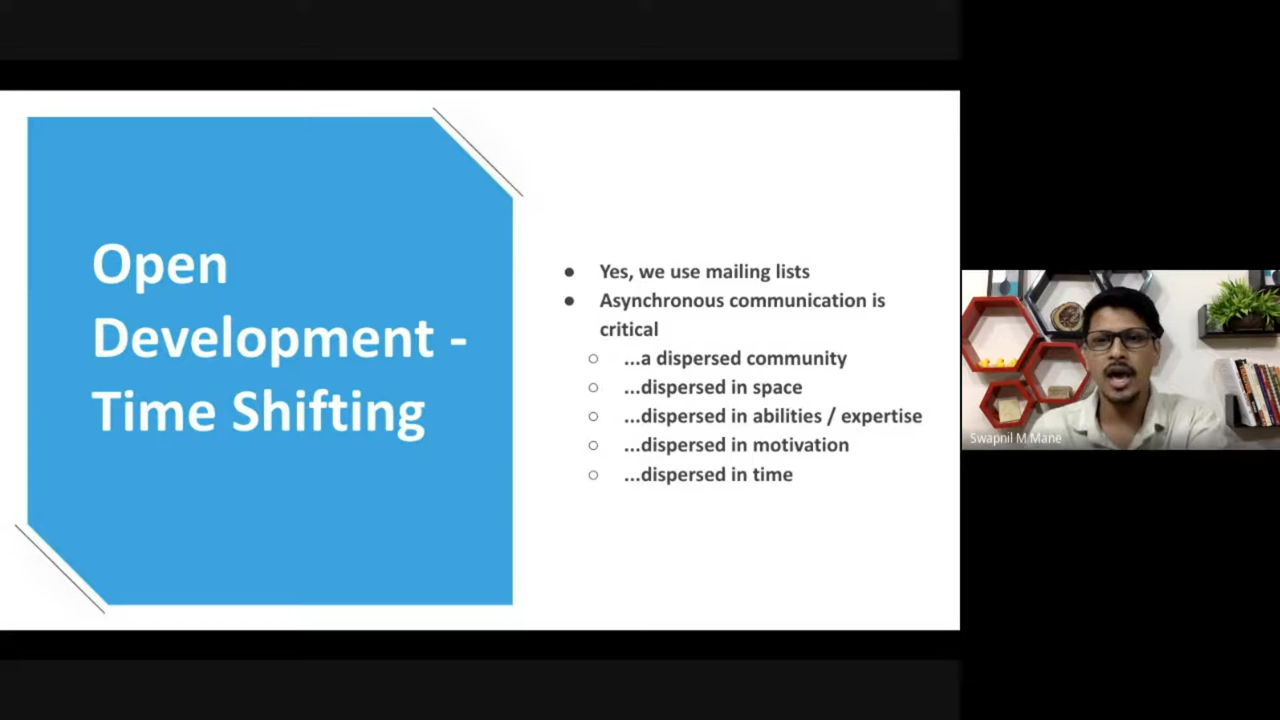 Open
Development -
Time Shifting
● Yes, we use mailing lists
● Asynchronous communication is
critical
○ ...a dispersed community
○ ...dispersed in space
○ ...dispersed in abilities / expertise
○ ...dispersed in motivation
○ ...dispersed in time
Swapnil M Mane